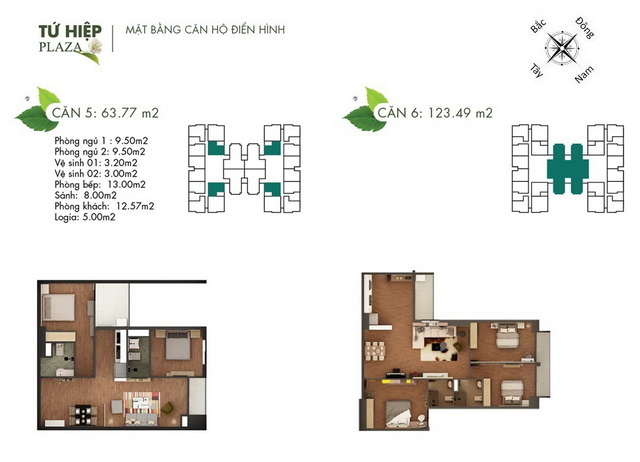 TỨ HIỆP
PLAZA
MẶT BẰNG CĂN HỘ ĐIỂN HÌNH
Bắc
Đông
Tây
Nam
CĂN 5: 63.77 m2
Phòng ngủ 1 : 9.50m2
Phòng ngủ 2: 9.50m2
Vệ sinh 01: 3.20m2
Vệ sinh 02: 3.00m2
Phòng bếp: 13.00m2
Sảnh: 8.00m2
Phòng khách: 12.57m2
Logia: 5.00m2
CĂN 6: 123.49 m2